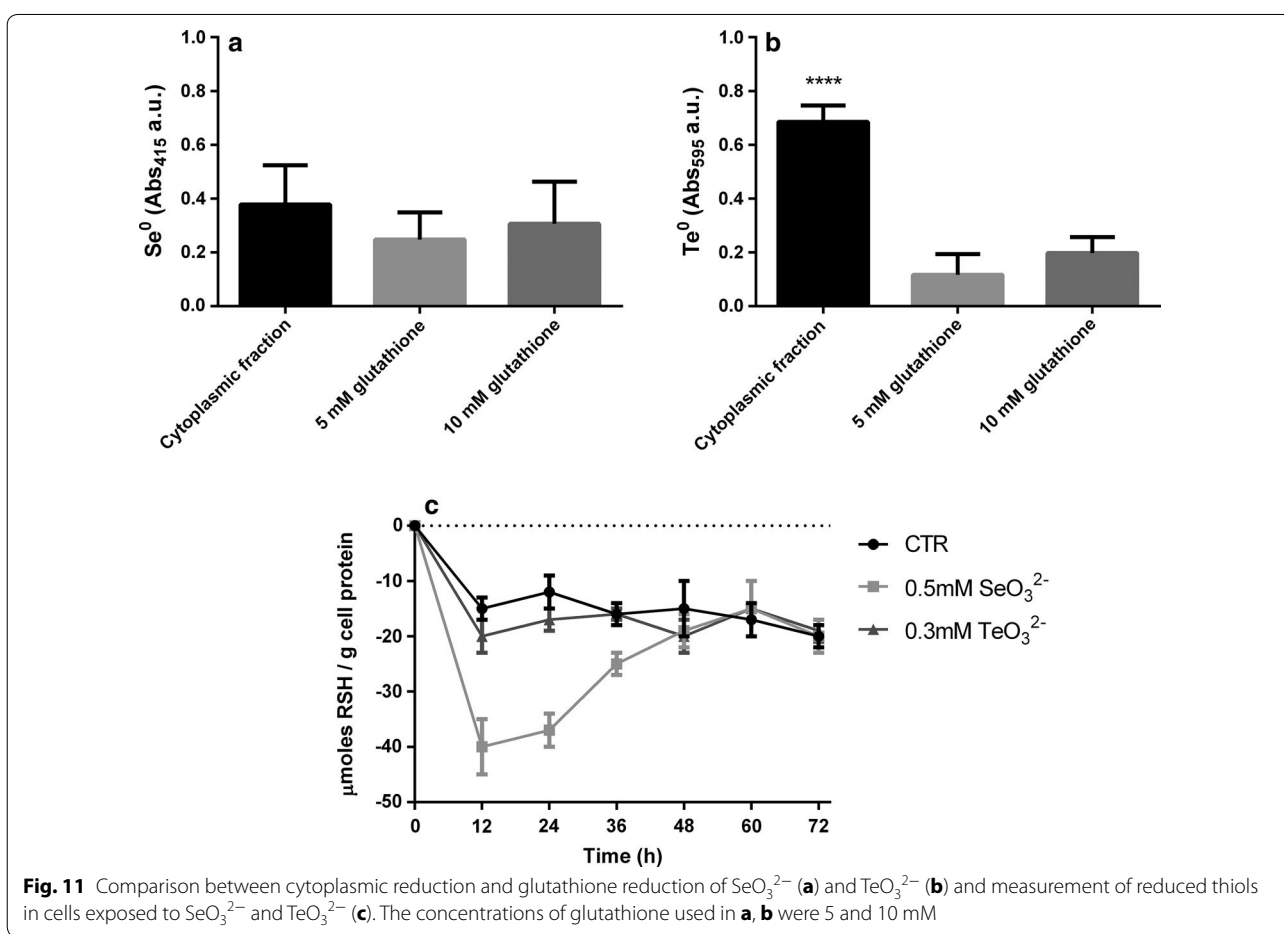 a
1.0
0.8
0.6
0.4
0.2
0.0
Se⁰ (Abs₄₁₅ a.u.)
Cytoplasmic fraction
5 mM glutathione
10 mM glutathione
b
****
1.0
0.8
0.6
0.4
0.2
0.0
Te⁰ (Abs₅₉₅ a.u.)
Cytoplasmic fraction
5 mM glutathione
10 mM glutathione
c
0
-10
-20
-30
-40
-50
μmoles RSH / g cell protein
0 12 24 36 48 60 72
Time (h)
CTR
0.5mM SeO₃²⁻
0.3mM TeO₃²⁻
Fig. 11 Comparison between cytoplasmic reduction and glutathione reduction of SeO₃²⁻ (a) and TeO₃²⁻ (b) and measurement of reduced thiols
in cells exposed to SeO₃²⁻ and TeO₃²⁻ (c). The concentrations of glutathione used in a, b were 5 and 10 mM